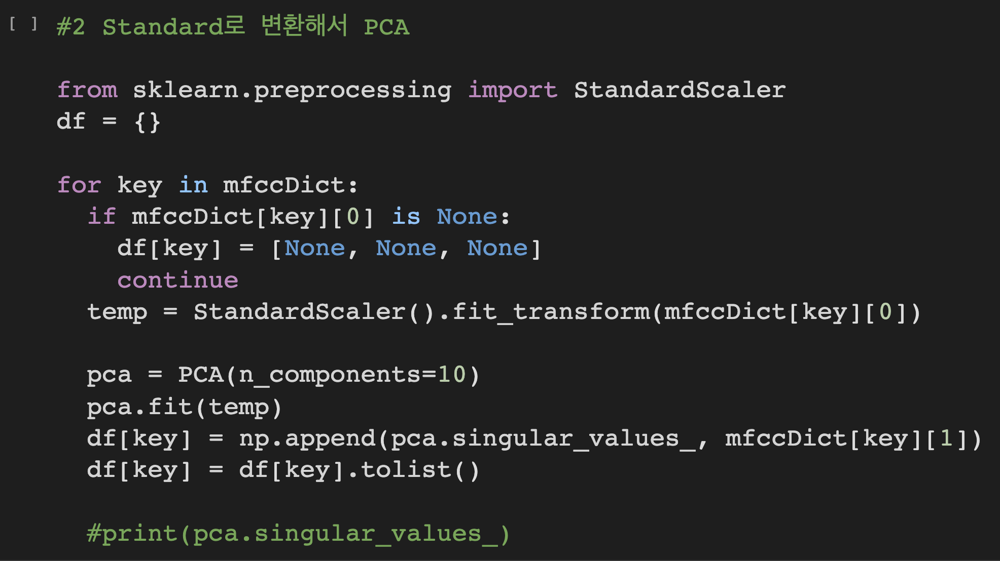 [ ] #2 Standard로 변환해서 PCA
from sklearn.preprocessing import StandardScaler
df = {}
for key in mfccDict:
  if mfccDict[key][0] is None:
    df[key] = [None, None, None]
    continue
  temp = StandardScaler().fit_transform(mfccDict[key][0])
  pca = PCA(n_components=10)
  pca.fit(temp)
  df[key] = np.append(pca.singular_values_, mfccDict[key][1])
  df[key] = df[key].tolist()
  #print(pca.singular_values_)